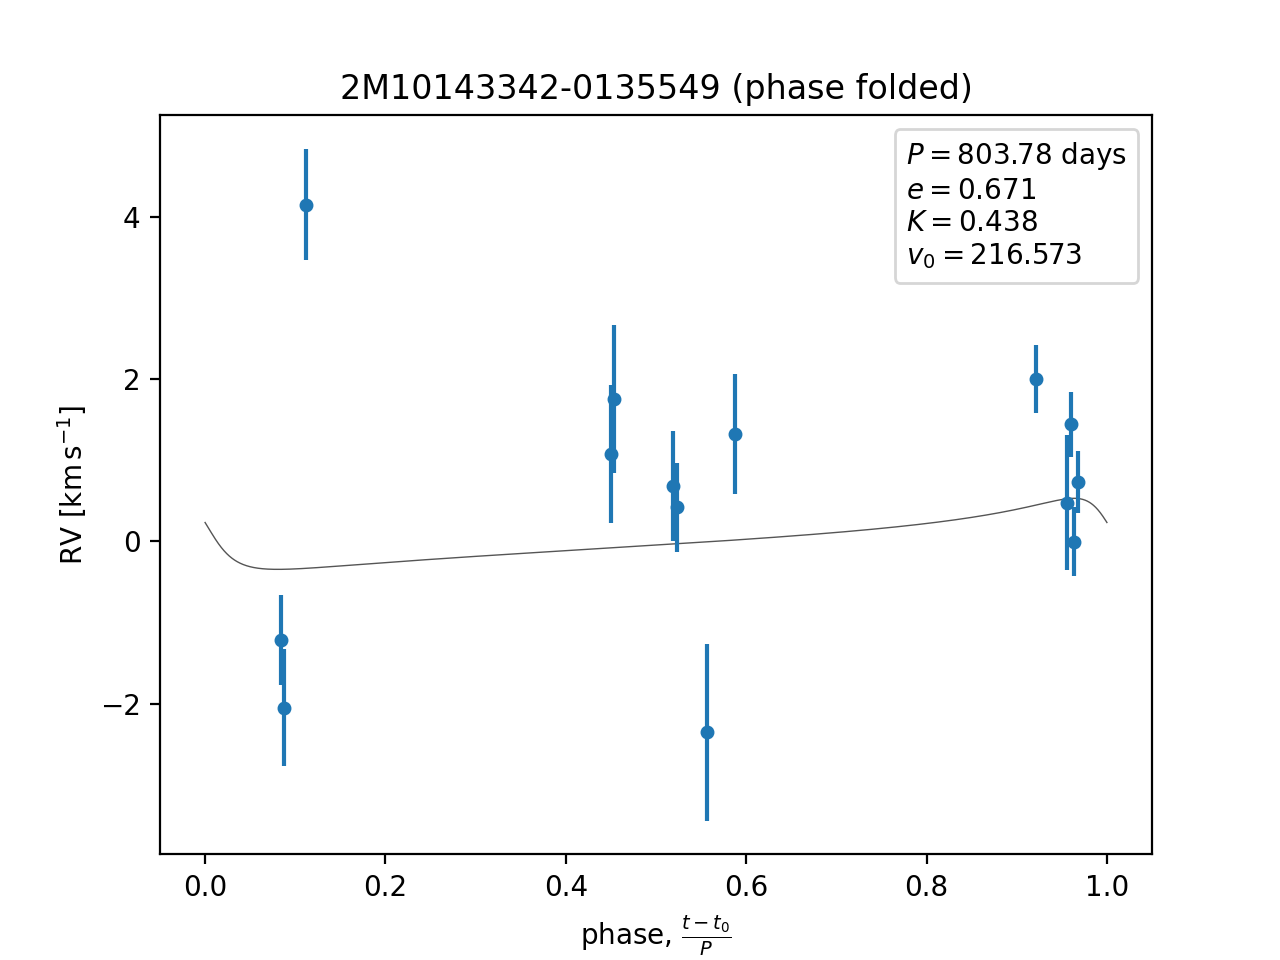 2M10143342-0135549 (phase folded)
P = 803.78 days
e = 0.671
K = 0.438
v₀ = 216.573
RV [km s⁻¹]
4
2
0
−2
0.0 0.2 0.4 0.6 0.8 1.0
phase, (t − t₀)/P